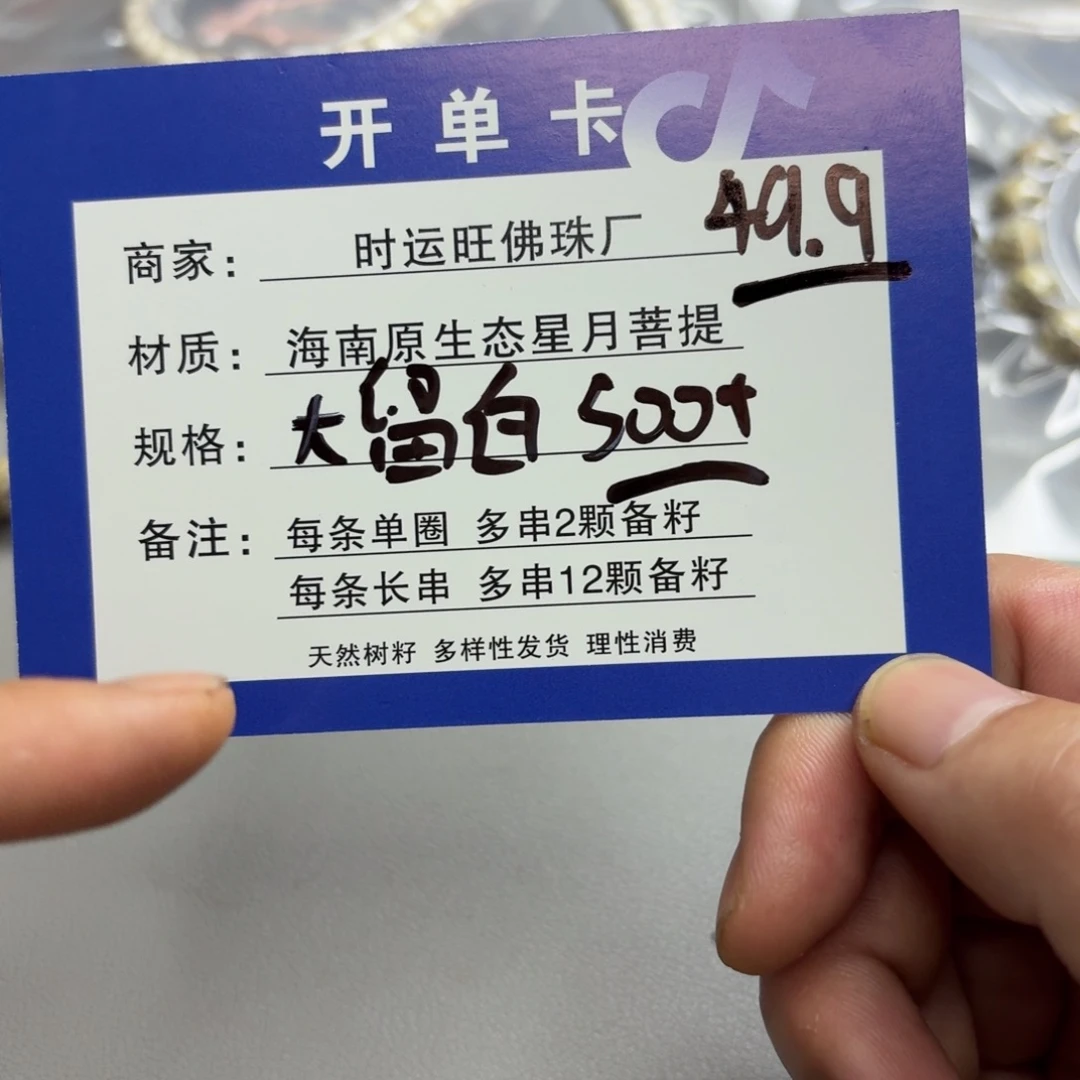 开单卡
商家： 时运旺佛珠厂 49.9
材质： 海南原生态星月菩提
规格： 大留白 500+
备注： 每条单圈 多串2颗备籽
每条长串 多串12颗备籽
天然树籽 多样性发货 理性消费